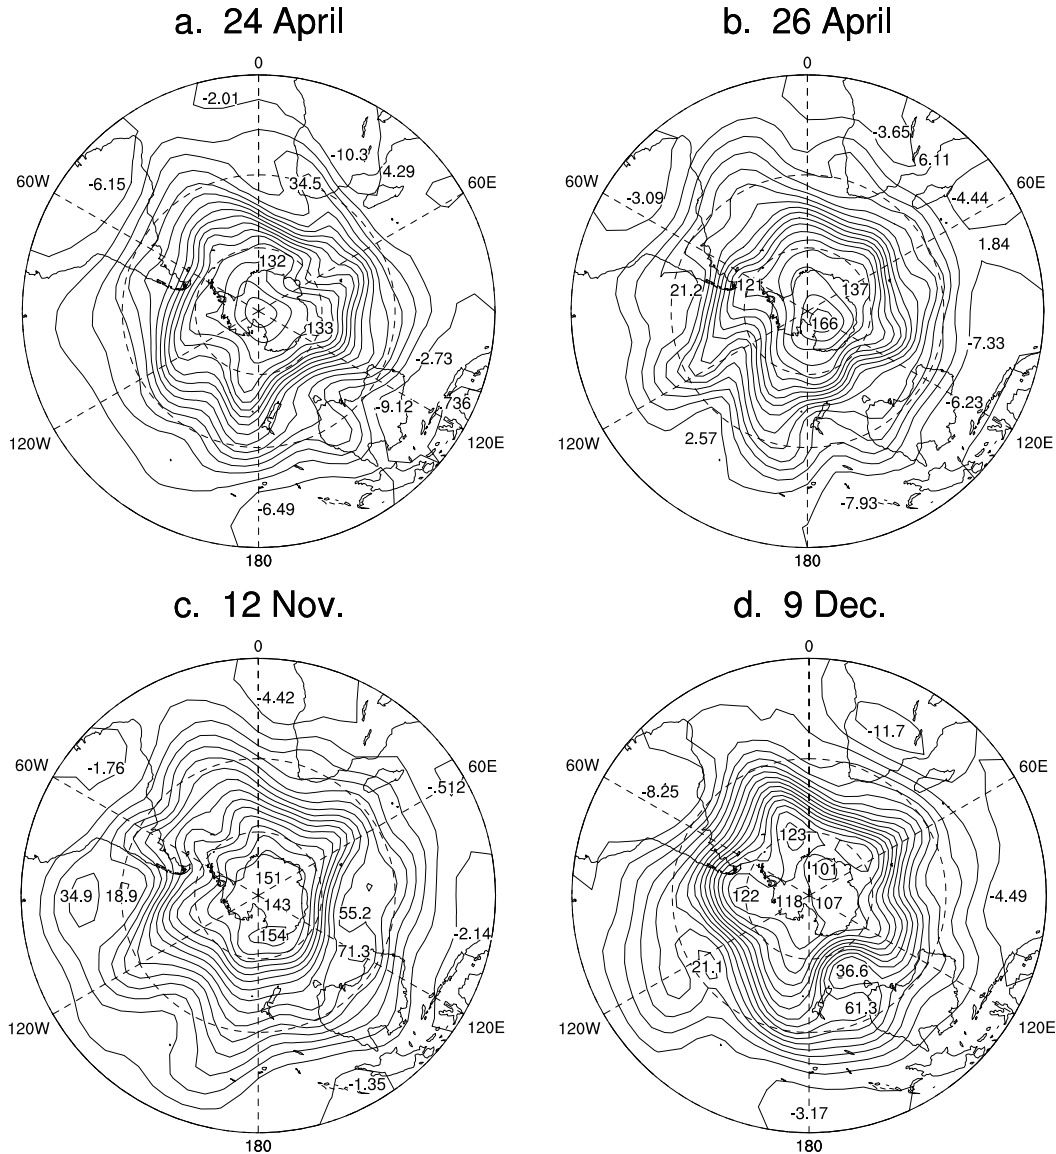 a. 24 April
b. 26 April
0
0
-2.01
-10.3
4.29
-3.65
6.11
60W
-6.15
34.5
60E
60W
-3.09
-4.44
60E
1.84
132
21.2
121
137
133
166
-2.73
-7.33
-9.12
736
-6.23
120W
120E
120W
2.57
120E
-6.49
-7.93
180
180
c. 12 Nov.
d. 9 Dec.
0
0
-4.42
-11.7
60W
-1.76
60E
60W
-8.25
60E
-.512
123
151
101
34.9
18.9
143
55.2
122
118
107
-4.49
154
71.3
-2.14
21.1
36.6
61.3
120W
120E
120W
120E
-1.35
-3.17
180
180